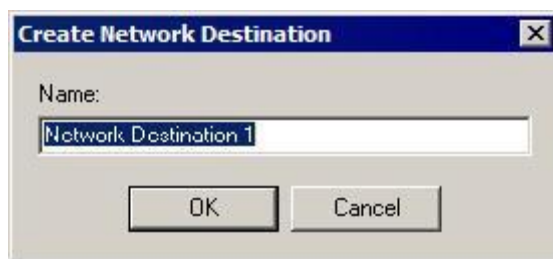 Create Network Destination
Name:
Network Destination 1
OK
Cancel